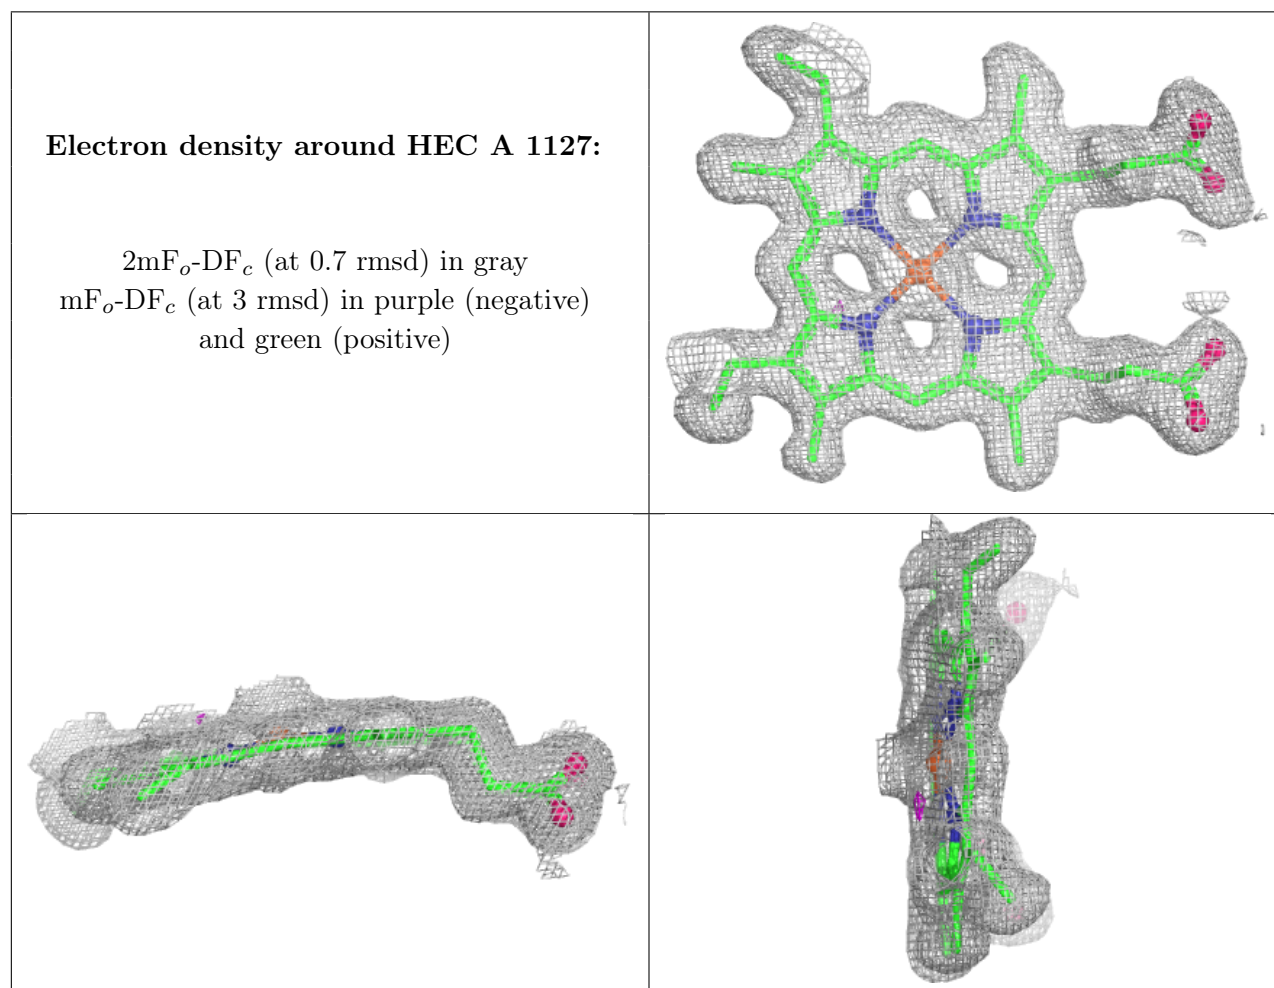 Electron density around HEC A 1127:
2mFo-DFc (at 0.7 rmsd) in gray
mFo-DFc (at 3 rmsd) in purple (negative)
and green (positive)